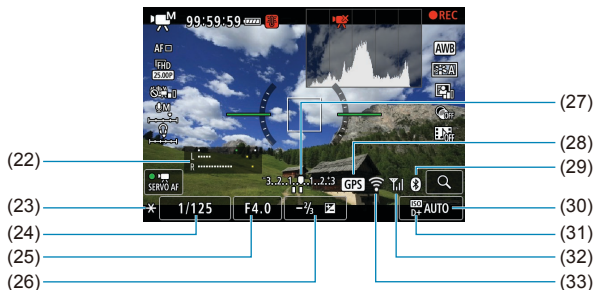 M 99:59:59 REC
AF
FHD
25.00P
AWB
A
M
OFF
OFF
L
R
SERVO AF
3..2..1..0..1..2..3
GPS
1/125 F4.0 -⅔ ISO D+ AUTO
(22)
(23)
(24)
(25)
(26)
(27)
(28)
(29)
(30)
(31)
(32)
(33)